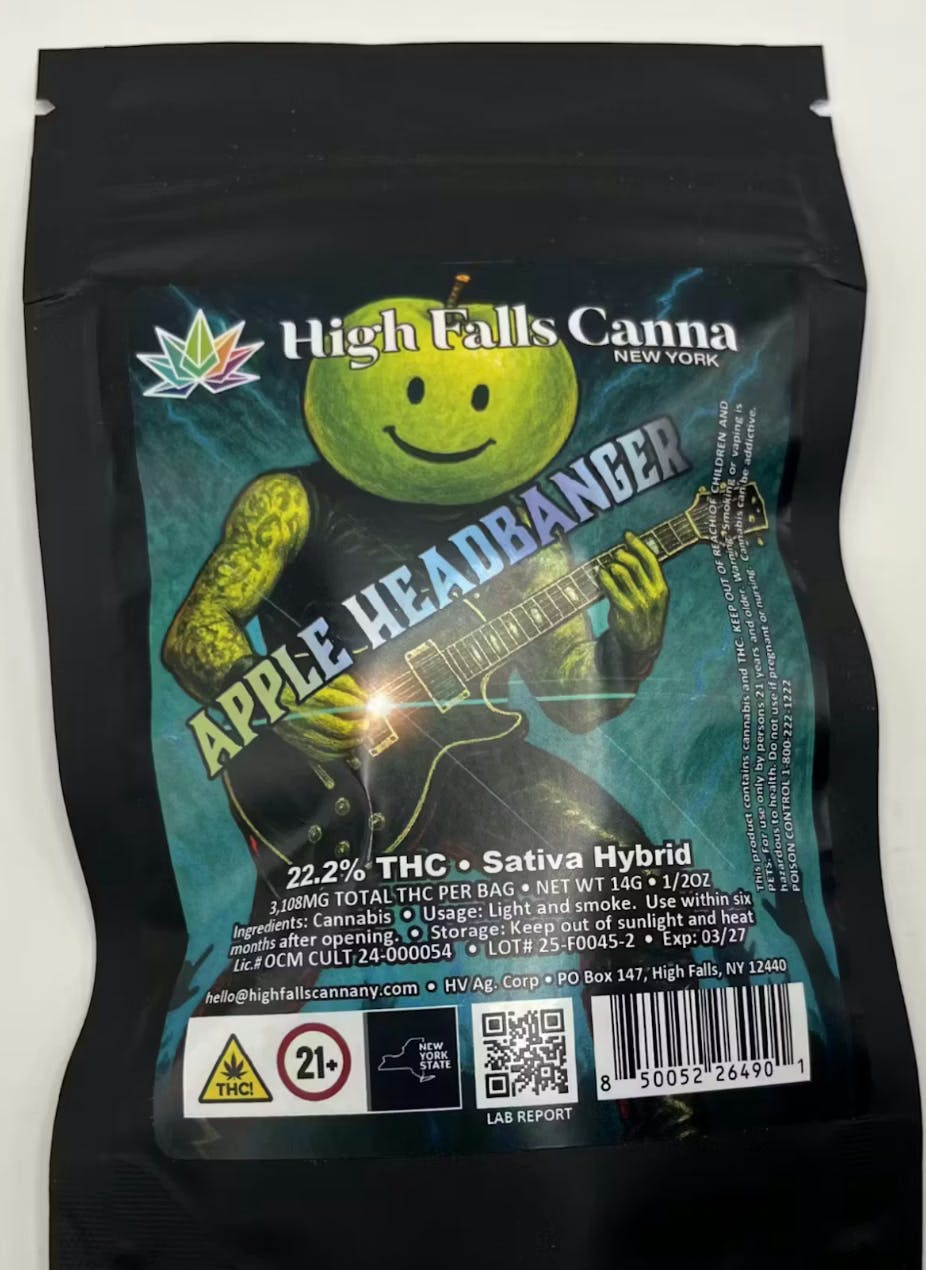 High Falls Canna
NEW YORK
APPLE HEADBANGER
22.2% THC • Sativa Hybrid
3,108MG TOTAL THC PER BAG • NET WT 14G • 1/2OZ
Ingredients: Cannabis • Usage: Light and smoke. Use within six
months after opening. • Storage: Keep out of sunlight and heat
Lic.# OCM CULT 24-000054 • LOT# 25-F0045-2 • Exp: 03/27
hello@highfallscannany.com • HV Ag. Corp • PO Box 147, High Falls, NY 12440
THC!
21+
NEW
YORK
STATE
LAB REPORT
8 50052 26490 1
This product contains cannabis and THC. KEEP OUT OF REACH OF CHILDREN AND
PETS. For use only by persons 21 years and older. Warning: Smoking or vaping is
hazardous to health. Do not use if pregnant or nursing. Cannabis can be addictive.
POISON CONTROL 1-800-222-1222